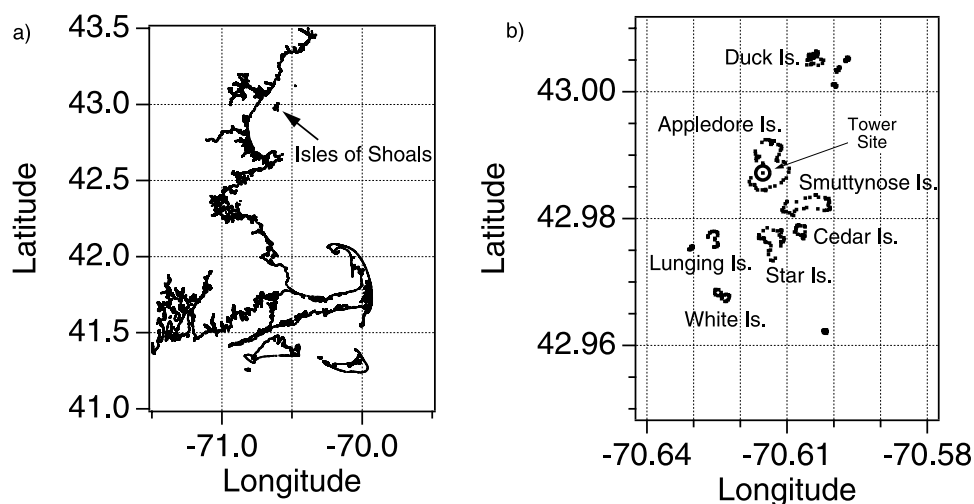 a)
43.5
43.0
42.5
42.0
41.5
41.0
Latitude
Isles of Shoals
-71.0
-70.0
Longitude
b)
43.00
42.98
42.96
Latitude
Duck Is.
Appledore Is.
Tower
Site
Smuttynose Is.
Cedar Is.
Lunging Is.
Star Is.
White Is.
-70.64
-70.61
-70.58
Longitude